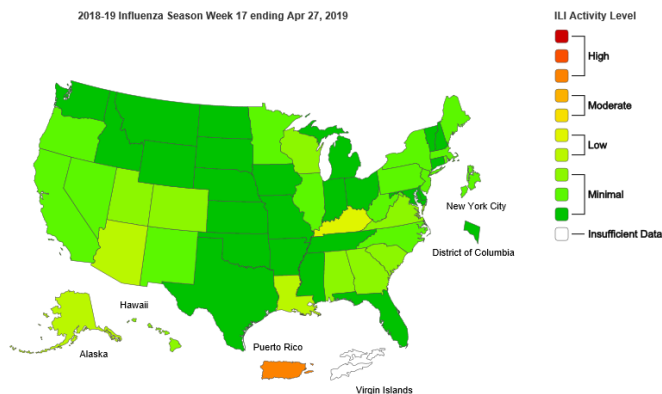 2018-19 Influenza Season Week 17 ending Apr 27, 2019
ILI Activity Level
High
Moderate
Low
Minimal
Insufficient Data
New York City
District of Columbia
Hawaii
Alaska
Puerto Rico
Virgin Islands